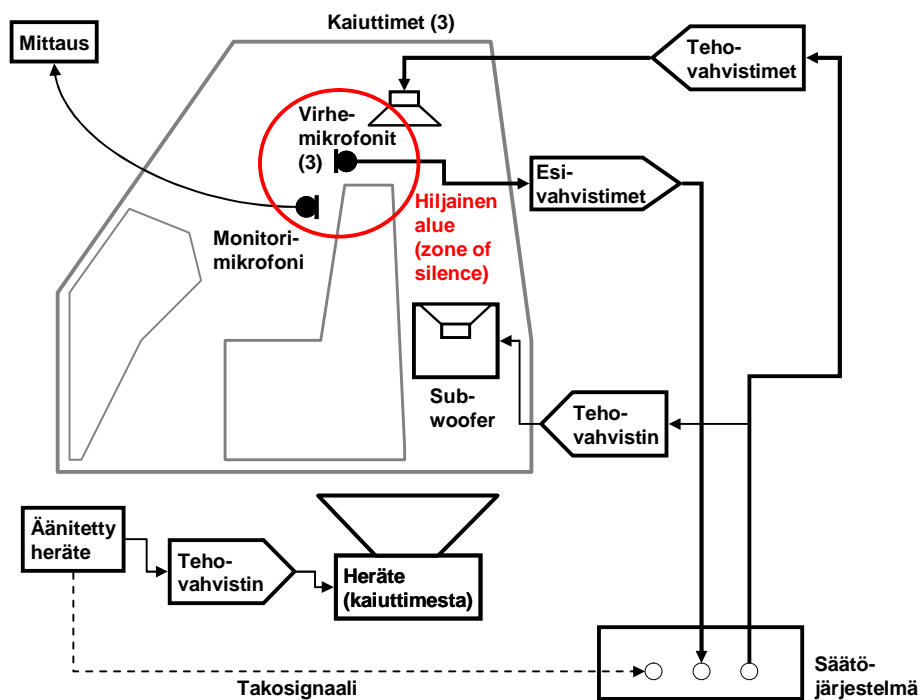 Kaiuttimet (3)
Mittaus
Teho-
vahvistimet
Virhe-
mikrofonit
(3)
Esi-
vahvistimet
Hiljainen
alue
(zone of
silence)
Monitori-
mikrofoni
Sub-
woofer
Teho-
vahvistin
Äänitetty
heräte
Teho-
vahvistin
Heräte
(kaiuttimesta)
Takosignaali
Säätö-
järjestelmä